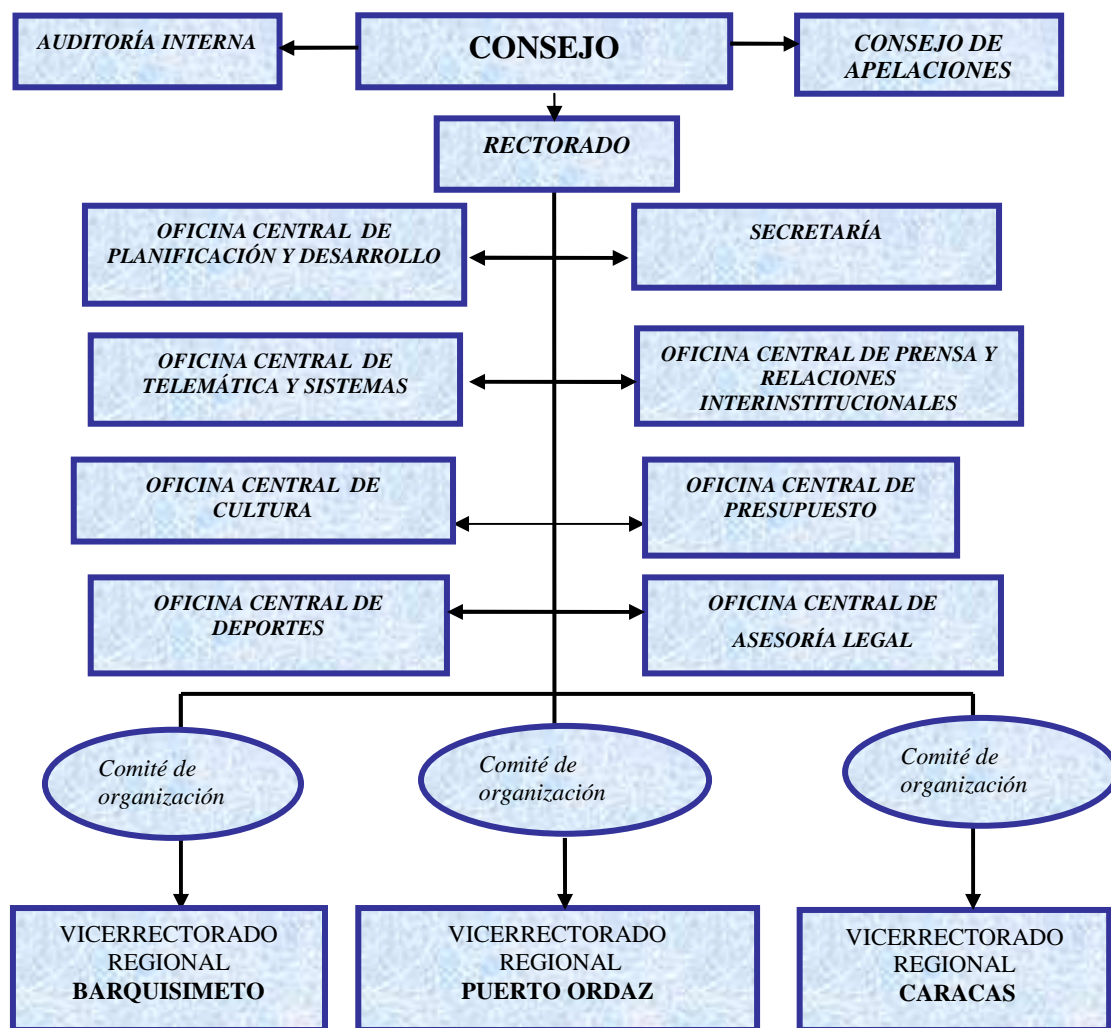 AUDITORÍA INTERNA
CONSEJO
CONSEJO DE
APELACIONES
RECTORADO
OFICINA CENTRAL DE
PLANIFICACIÓN Y DESARROLLO
SECRETARÍA
OFICINA CENTRAL DE
TELEMÁTICA Y SISTEMAS
OFICINA CENTRAL DE PRENSA Y
RELACIONES
INTERINSTITUCIONALES
OFICINA CENTRAL DE
CULTURA
OFICINA CENTRAL DE
PRESUPUESTO
OFICINA CENTRAL DE
DEPORTES
OFICINA CENTRAL DE
ASESORÍA LEGAL
Comité de
organización
Comité de
organización
Comité de
organización
VICERRECTORADO
REGIONAL
BARQUISIMETO
VICERRECTORADO
REGIONAL
PUERTO ORDAZ
VICERRECTORADO
REGIONAL
CARACAS